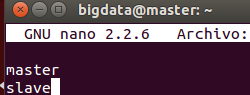 bigdata@master:
GNU nano 2.2.6 Archivo:
master
slave